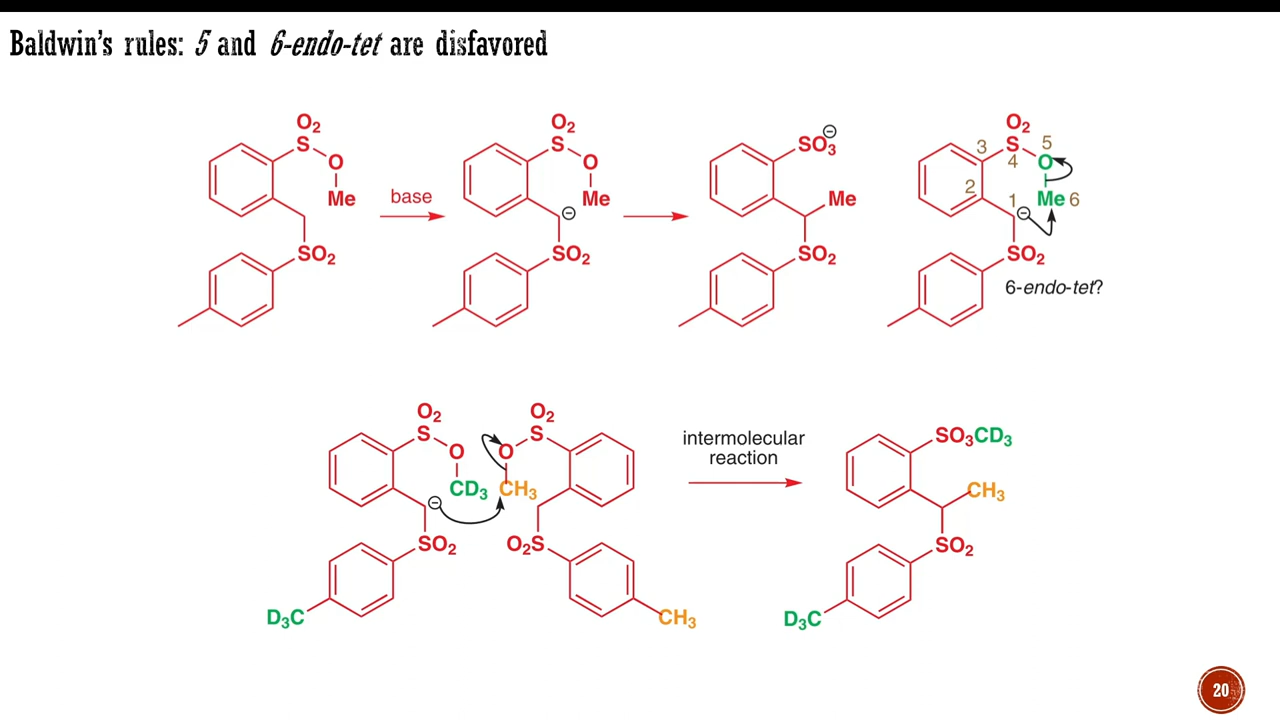 Baldwin's rules: 5 and 6-endo-tet are disfavored
O2
S
O
Me
SO2
base
O2
S
O
Me
⊖
SO2
⊖
SO3
Me
SO2
O2
3
S
5
4
O
2
1
⊖
Me 6
SO2
6-endo-tet?
O2
S
O
CD3
⊖
SO2
D3C
O2
S
O
CH3
O2S
CH3
intermolecular
reaction
SO3CD3
CH3
SO2
D3C
20